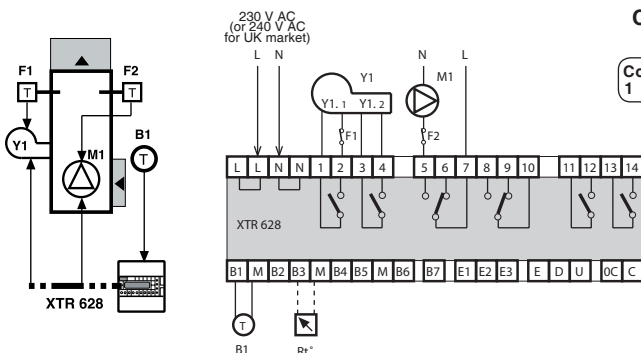 230 V AC
(or 240 V AC
for UK market)
L N
N L
C
Co
1
F1 F2
T T
B1
T
Y1
M1
XTR 628
Y1
Y1. 1 Y1. 2
M1
F1
F2
L L N N 1 2 3 4 5 6 7 8 9 10 11 12 13 14
XTR 628
B1 M B2 B3 M B4 B5 M B6 B7 E1 E2 E3 E D U 0C C
T
B1 Rt°